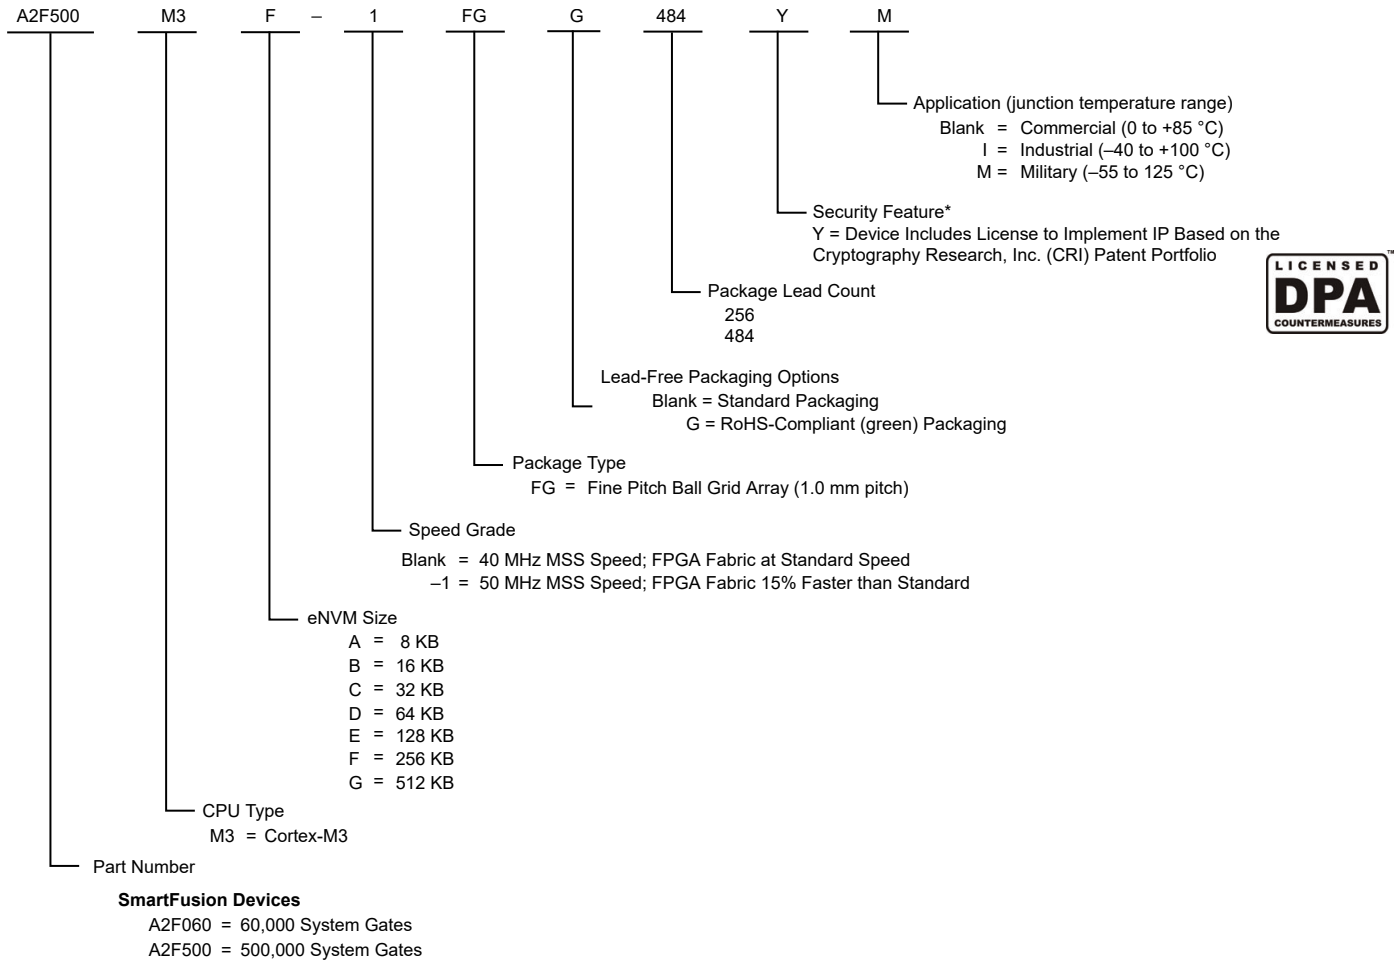 A2F500 M3 F – 1 FG G 484 Y M
Application (junction temperature range)
Blank = Commercial (0 to +85 °C)
I = Industrial (–40 to +100 °C)
M = Military (–55 to 125 °C)
Security Feature*
Y = Device Includes License to Implement IP Based on the
Cryptography Research, Inc. (CRI) Patent Portfolio
LICENSED
DPA
COUNTERMEASURES
™
Package Lead Count
256
484
Lead-Free Packaging Options
Blank = Standard Packaging
G = RoHS-Compliant (green) Packaging
Package Type
FG = Fine Pitch Ball Grid Array (1.0 mm pitch)
Speed Grade
Blank = 40 MHz MSS Speed; FPGA Fabric at Standard Speed
–1 = 50 MHz MSS Speed; FPGA Fabric 15% Faster than Standard
eNVM Size
A = 8 KB
B = 16 KB
C = 32 KB
D = 64 KB
E = 128 KB
F = 256 KB
G = 512 KB
CPU Type
M3 = Cortex-M3
Part Number
SmartFusion Devices
A2F060 = 60,000 System Gates
A2F500 = 500,000 System Gates